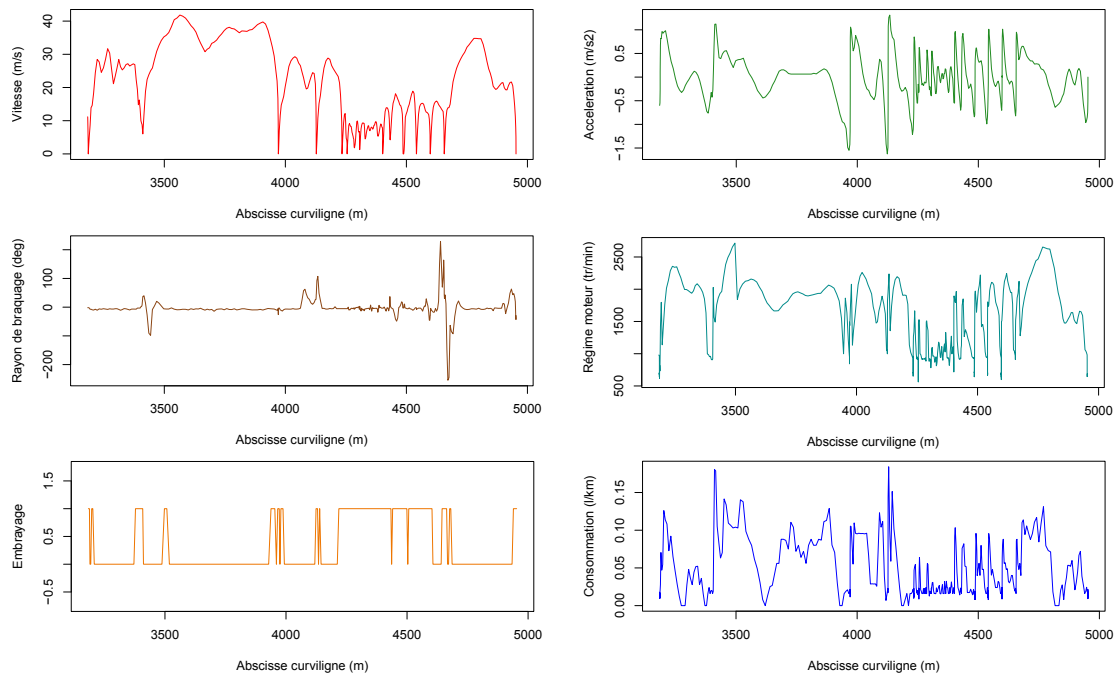 Vitesse (m/s)
0 10 20 30 40
3500 4000 4500 5000
Abscisse curviligne (m)
Acceleration (m/s2)
−1.5 −0.5 0.5
3500 4000 4500 5000
Abscisse curviligne (m)
Rayon de braquage (deg)
−200 0 100
3500 4000 4500 5000
Abscisse curviligne (m)
Régime moteur (tr/min)
500 1500 2500
3500 4000 4500 5000
Abscisse curviligne (m)
Embrayage
−0.5 0.5 1.5
3500 4000 4500 5000
Abscisse curviligne (m)
Consommation (l/km)
0.00 0.05 0.10 0.15
3500 4000 4500 5000
Abscisse curviligne (m)